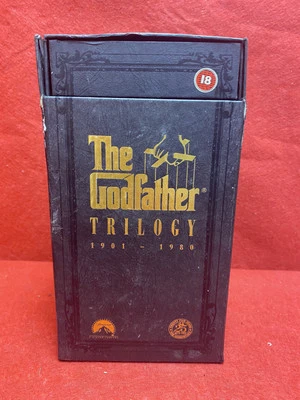 18
The
Godfather®
TRILOGY
1901 - 1980